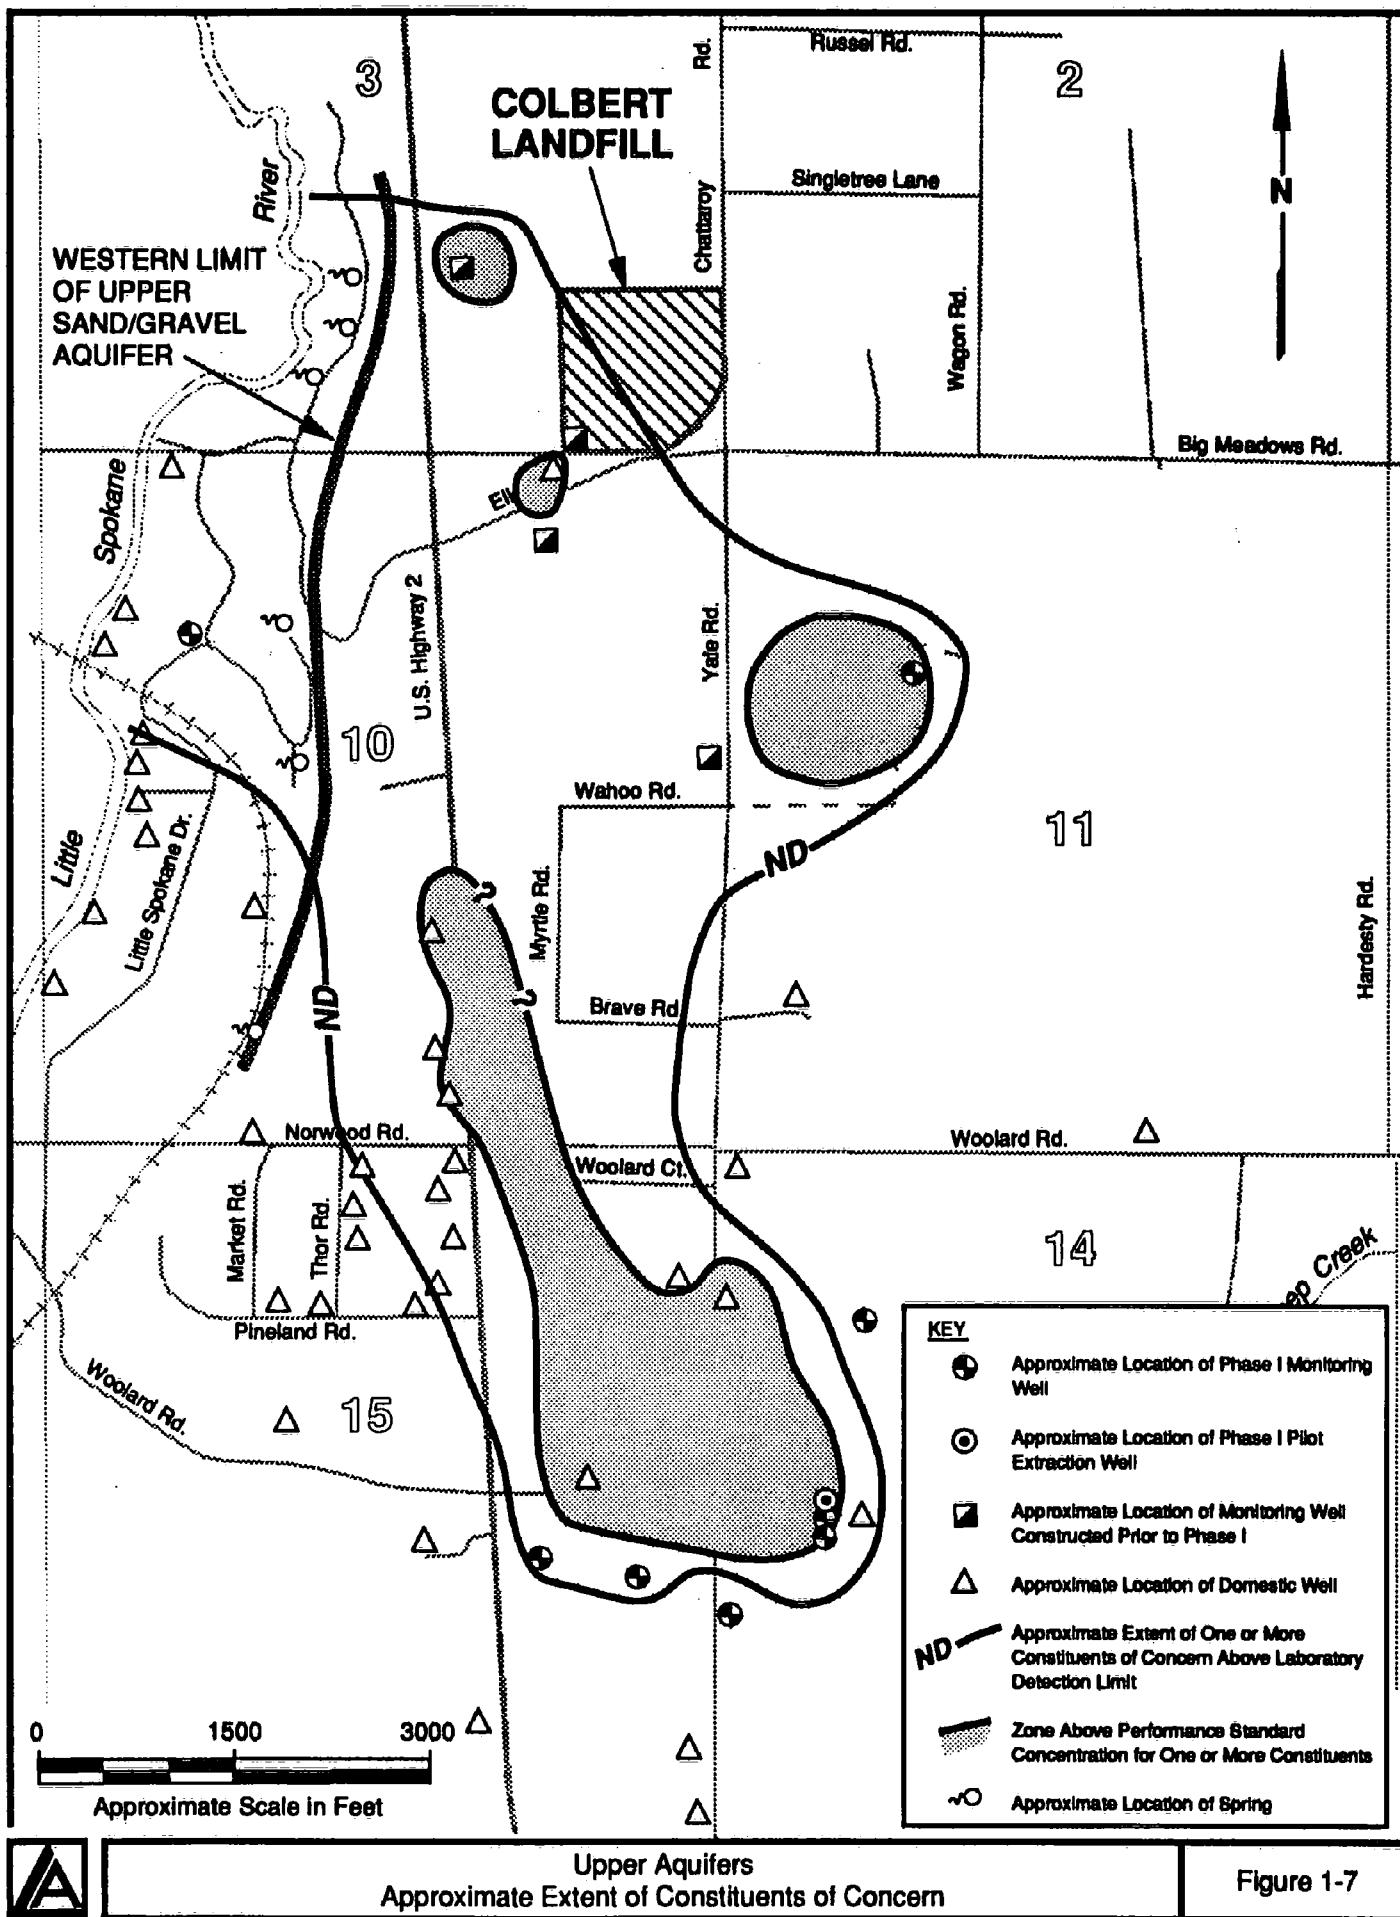 3
Rd.
Russel Rd.
2
COLBERT
LANDFILL
Singletree Lane
N
River
Chattaroy
WESTERN LIMIT
OF UPPER
SAND/GRAVEL
AQUIFER
Wagon Rd.
Big Meadows Rd.
Spokane
U.S. Highway 2
Yale Rd.
10
Wahoo Rd.
11
Little
Little Spokane Dr.
ND
Myrtle Rd.
Hardesty Rd.
ND
Brave Rd.
Norwood Rd.
Woolard Rd.
Woolard Ct.
Market Rd.
Thor Rd.
14
Creek
Pineland Rd.
Woolard Rd.
15
KEY
Approximate Location of Phase I Monitoring
Well
Approximate Location of Phase I Pilot
Extraction Well
Approximate Location of Monitoring Well
Constructed Prior to Phase I
Approximate Location of Domestic Well
ND
Approximate Extent of One or More
Constituents of Concern Above Laboratory
Detection Limit
Zone Above Performance Standard
Concentration for One or More Constituents
Approximate Location of Spring
0 1500 3000
Approximate Scale in Feet
Upper Aquifers
Approximate Extent of Constituents of Concern
Figure 1-7